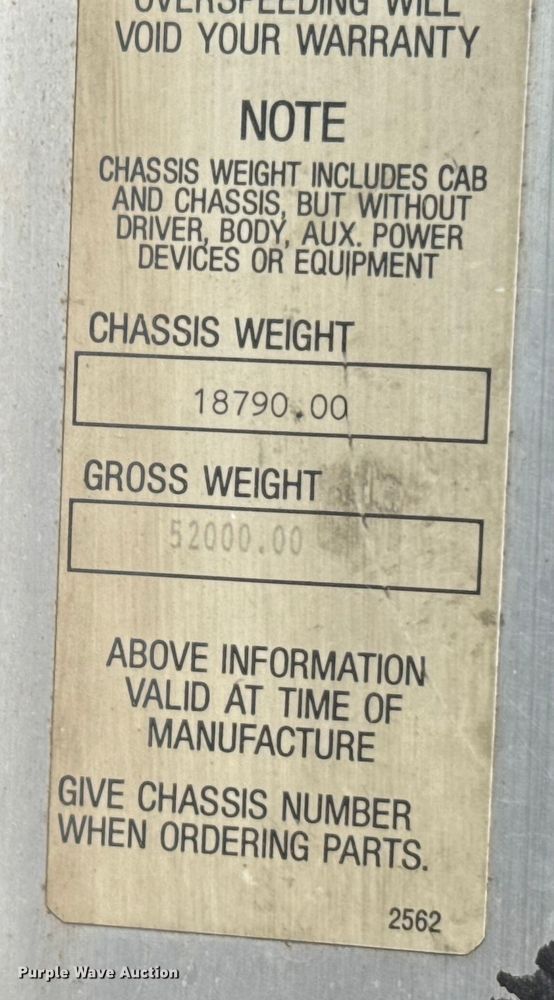 OVERSPEEDING WILL
VOID YOUR WARRANTY
NOTE
CHASSIS WEIGHT INCLUDES CAB
AND CHASSIS, BUT WITHOUT
DRIVER, BODY, AUX. POWER
DEVICES OR EQUIPMENT
CHASSIS WEIGHT
18790.00
GROSS WEIGHT
52000.00
ABOVE INFORMATION
VALID AT TIME OF
MANUFACTURE
GIVE CHASSIS NUMBER
WHEN ORDERING PARTS.
2562
Purple Wave Auction